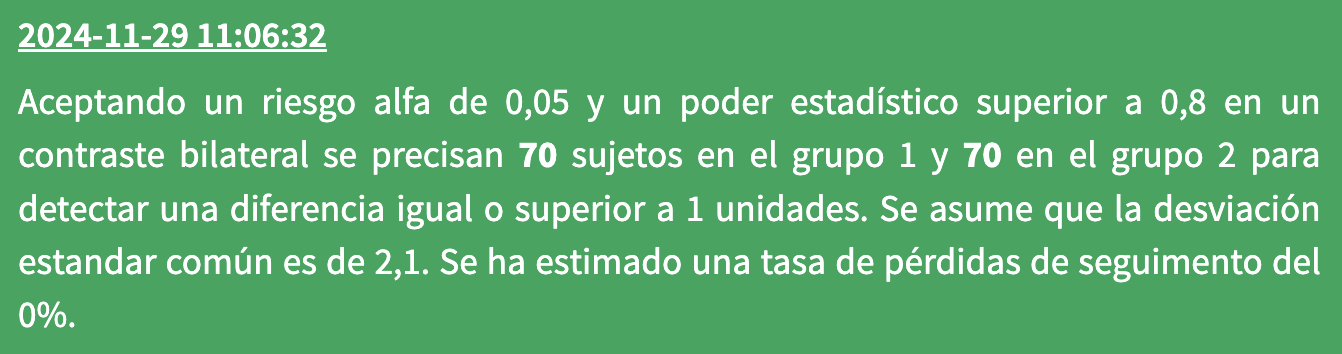 2024-11-29 11:06:32
Aceptando un riesgo alfa de 0,05 y un poder estadístico superior a 0,8 en un
contraste bilateral se precisan 70 sujetos en el grupo 1 y 70 en el grupo 2 para
detectar una diferencia igual o superior a 1 unidades. Se asume que la desviación
estandar común es de 2,1. Se ha estimado una tasa de pérdidas de seguimento del
0%.